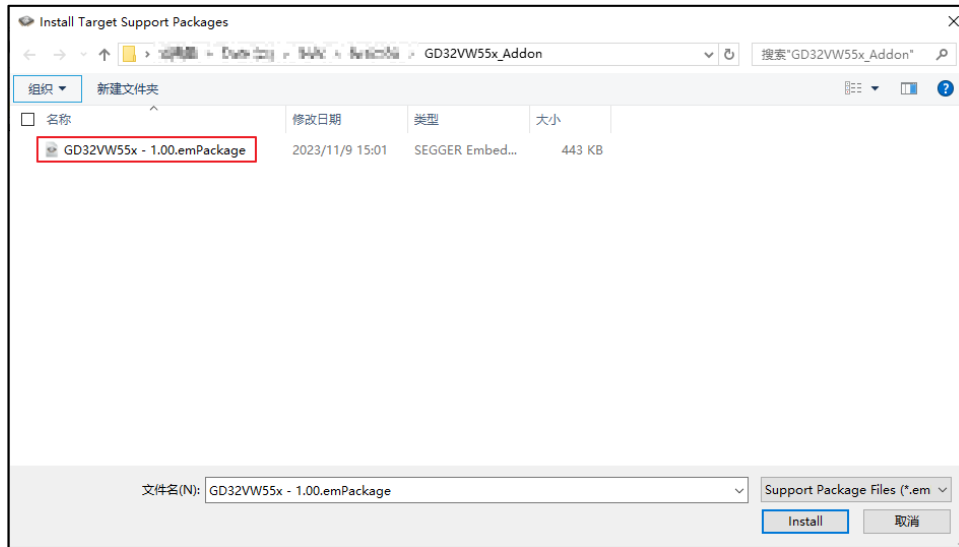 Install Target Support Packages
GD32VW55x_Addon
搜索"GD32VW55x_Addon"
组织
新建文件夹
名称 修改日期 类型 大小
GD32VW55x - 1.00.emPackage 2023/11/9 15:01 SEGGER Embed... 443 KB
文件名(N): GD32VW55x - 1.00.emPackage Support Package Files (*.em
Install 取消